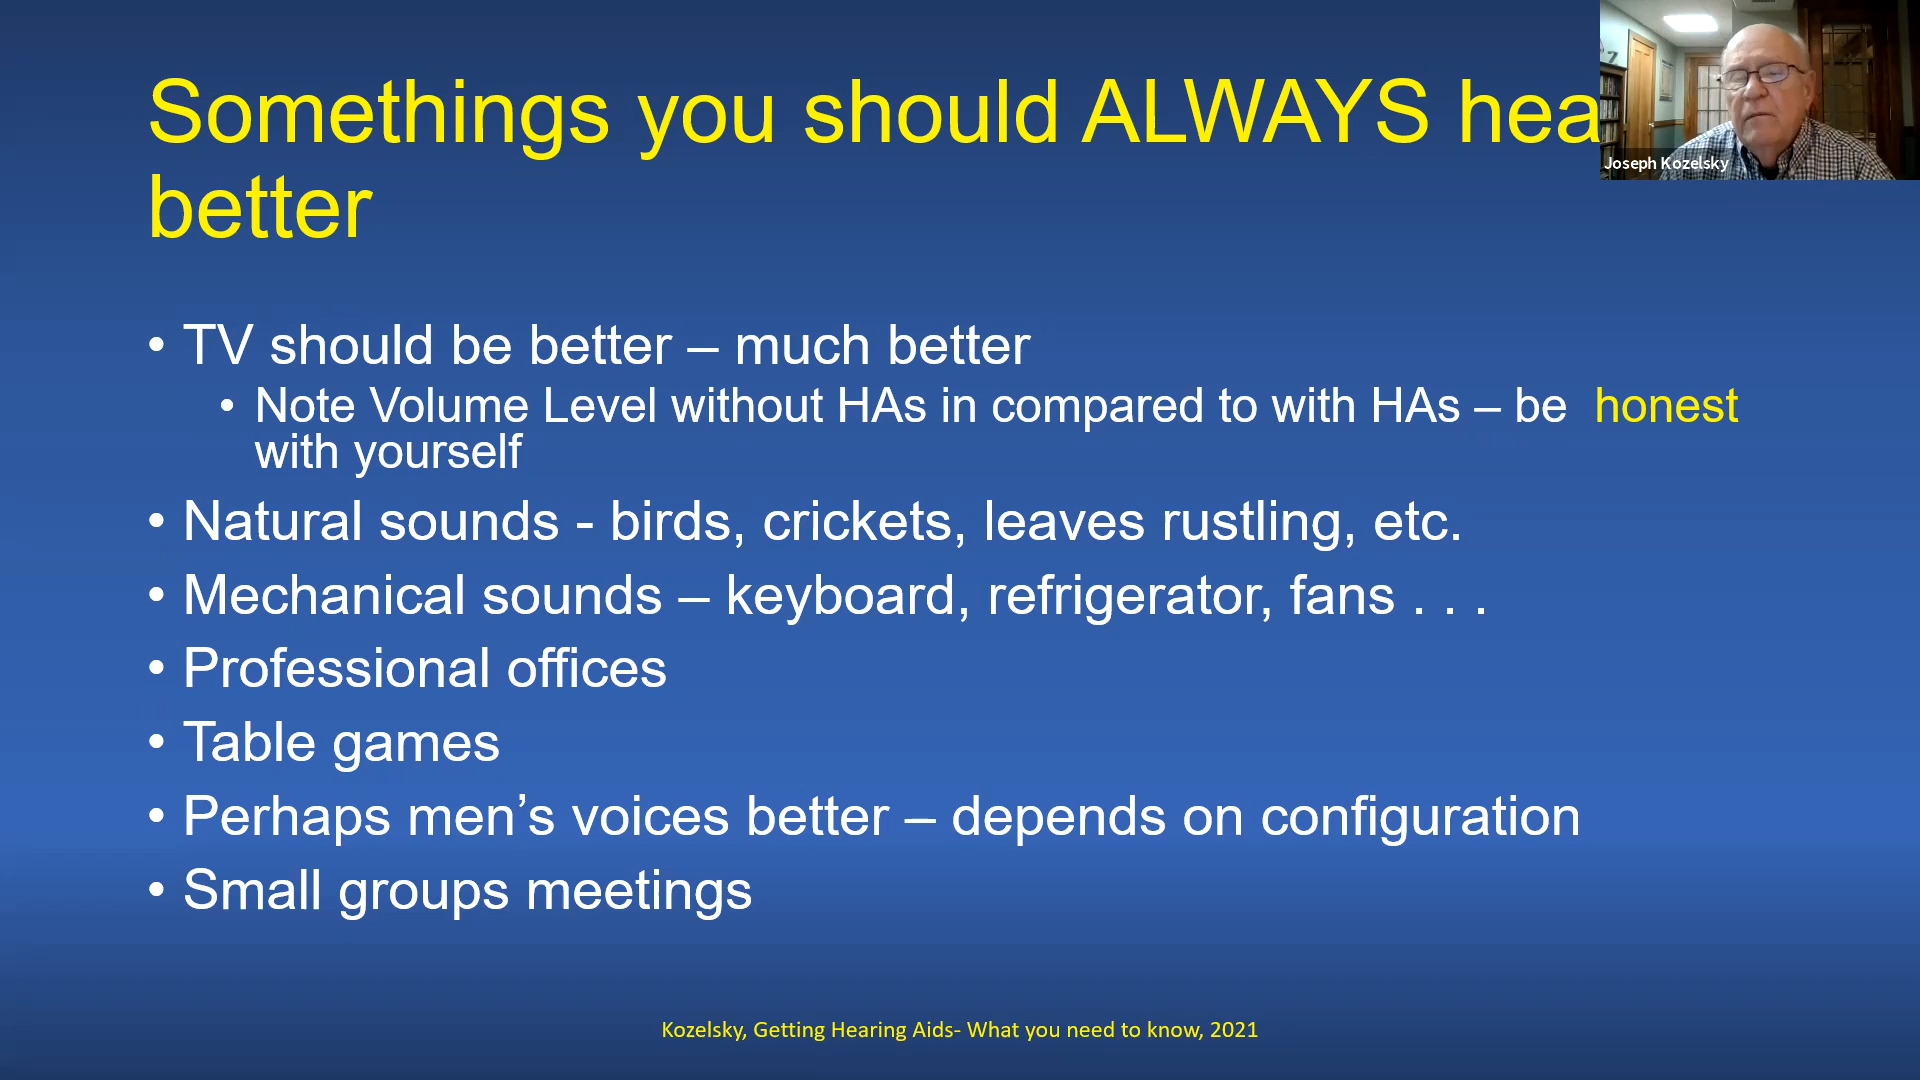 Somethings you should ALWAYS hea
better
Joseph Kozelsky
• TV should be better – much better
• Note Volume Level without HAs in compared to with HAs – be  honest
with yourself
• Natural sounds - birds, crickets, leaves rustling, etc.
• Mechanical sounds – keyboard, refrigerator, fans . . .
• Professional offices
• Table games
• Perhaps men’s voices better – depends on configuration
• Small groups meetings
Kozelsky, Getting Hearing Aids- What you need to know, 2021